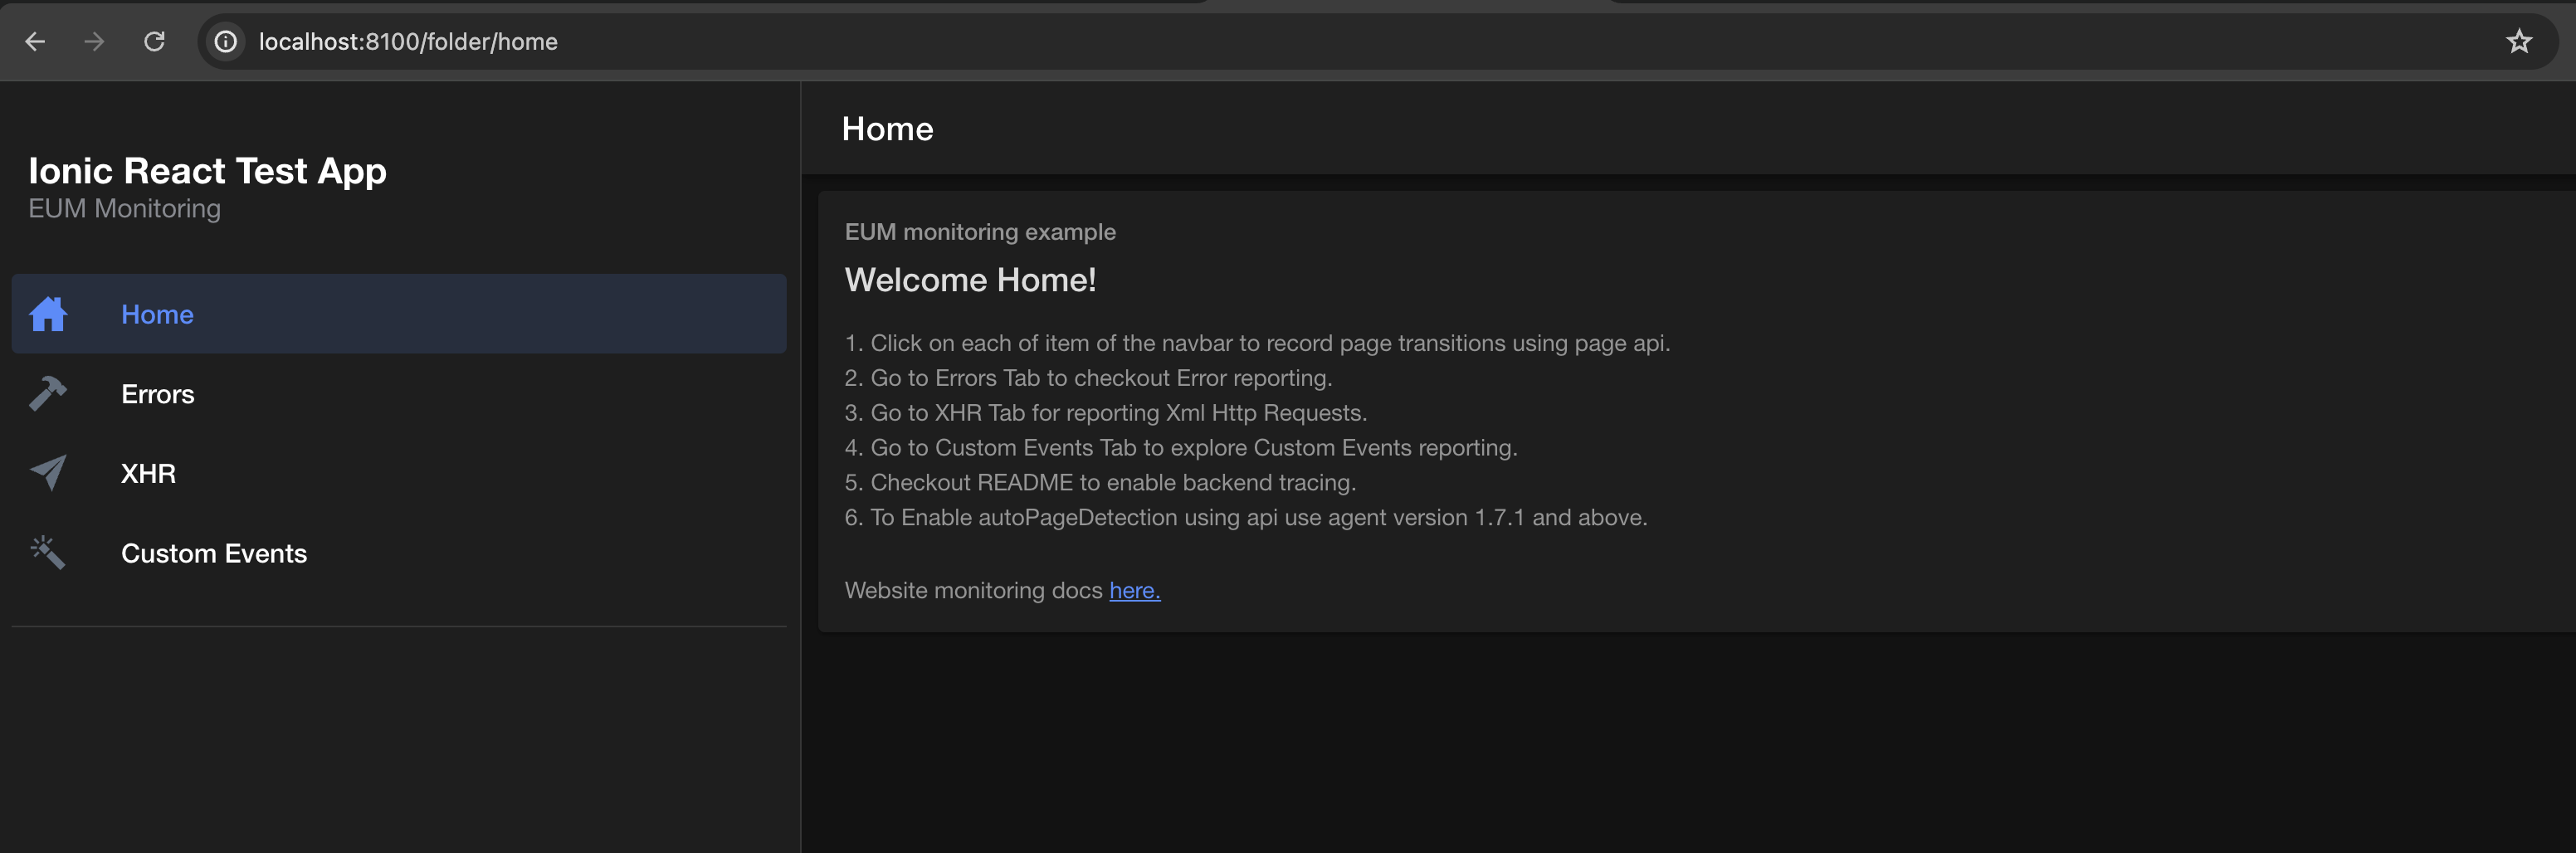 localhost:8100/folder/home
Ionic React Test App
EUM Monitoring
Home
Errors
XHR
Custom Events
Home
EUM monitoring example
Welcome Home!
1. Click on each of item of the navbar to record page transitions using page api.
2. Go to Errors Tab to checkout Error reporting.
3. Go to XHR Tab for reporting Xml Http Requests.
4. Go to Custom Events Tab to explore Custom Events reporting.
5. Checkout README to enable backend tracing.
6. To Enable autoPageDetection using api use agent version 1.7.1 and above.
Website monitoring docs here.